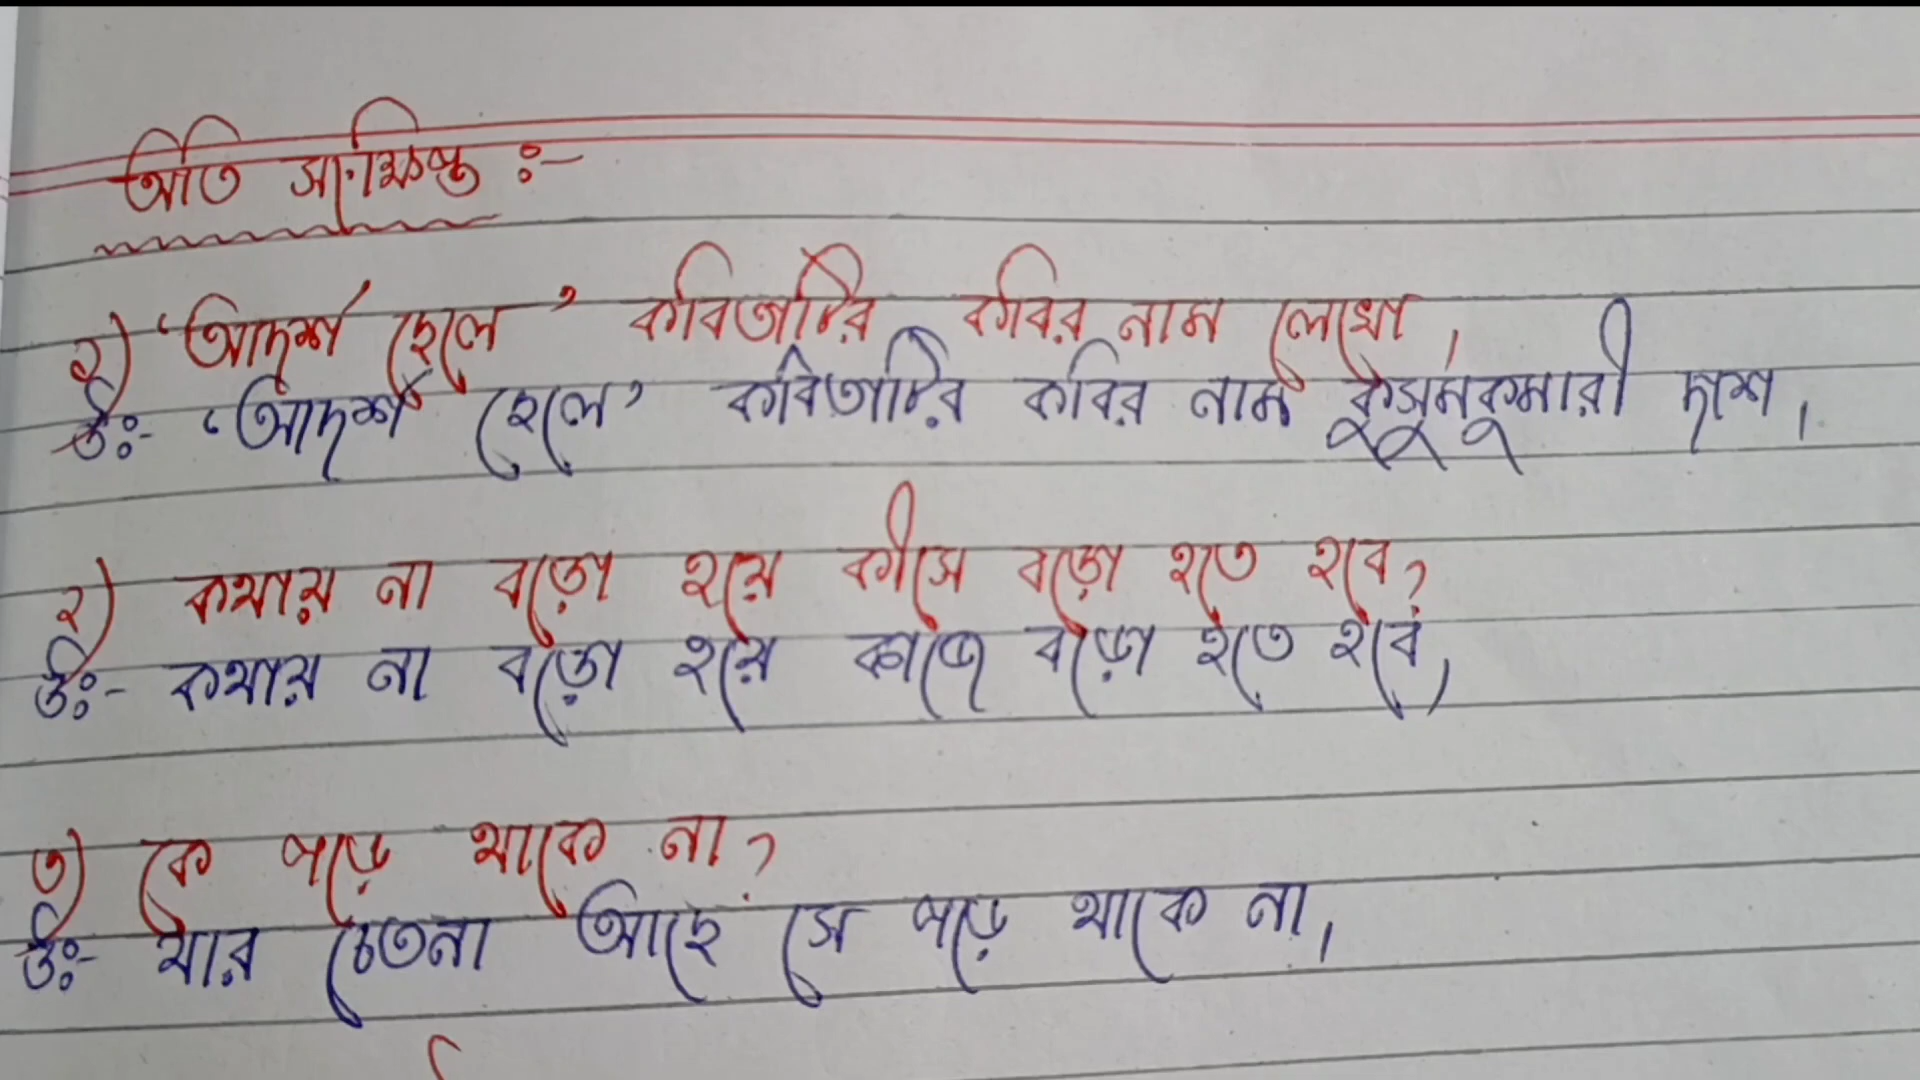 অতি সংক্ষিপ্ত :-
১) 'আদর্শ ছেলে' কবিতাটির কবির নাম লেখো।
উঃ- 'আদর্শ ছেলে' কবিতাটির কবির নাম কুসুমকুমারী দাশ।
২) কথায় না বড়ো হয়ে কীসে বড়ো হতে হবে?
উঃ- কথায় না বড়ো হয়ে কাজে বড়ো হতে হবে,
৩) কে পড়ে থাকে না?
উঃ- যার চেতনা আছে সে পড়ে থাকে না।